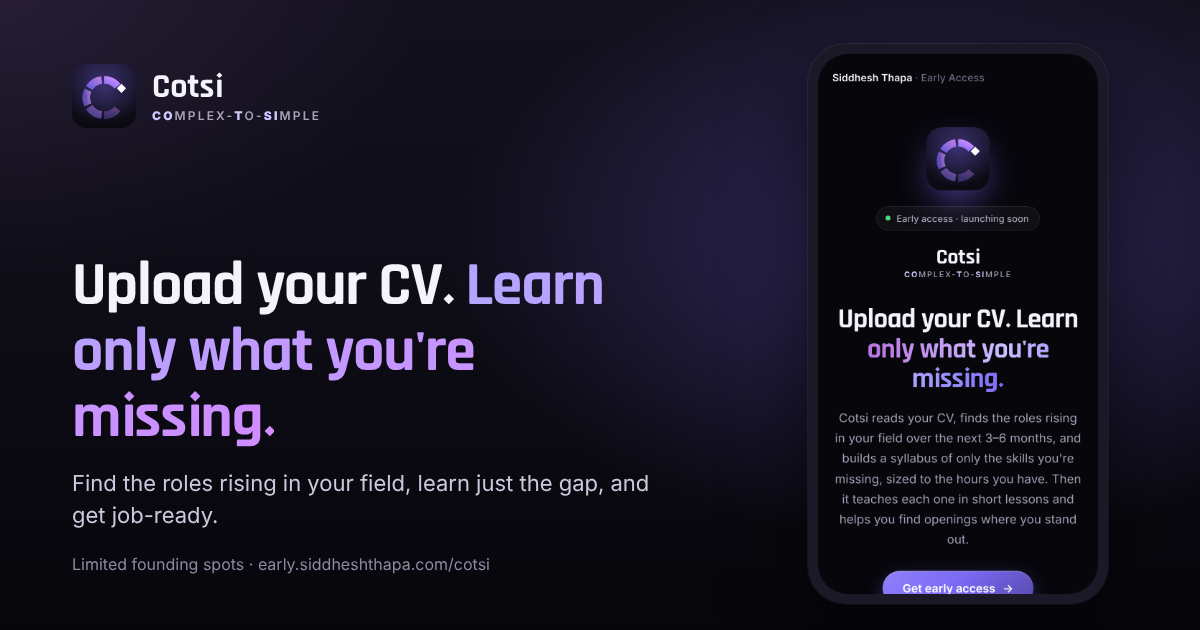 Cotsi
COMPLEX-TO-SIMPLE
Upload your CV. Learn
only what you're
missing.
Find the roles rising in your field, learn just the gap, and
get job-ready.
Limited founding spots · early.siddheshthapa.com/cotsi
Siddhesh Thapa · Early Access
Early access · launching soon
Cotsi
COMPLEX-TO-SIMPLE
Upload your CV. Learn
only what you're
missing.
Cotsi reads your CV, finds the roles rising
in your field over the next 3–6 months, and
builds a syllabus of only the skills you're
missing, sized to the hours you have. Then
it teaches each one in short lessons and
helps you find openings where you stand
out.
Get early access →